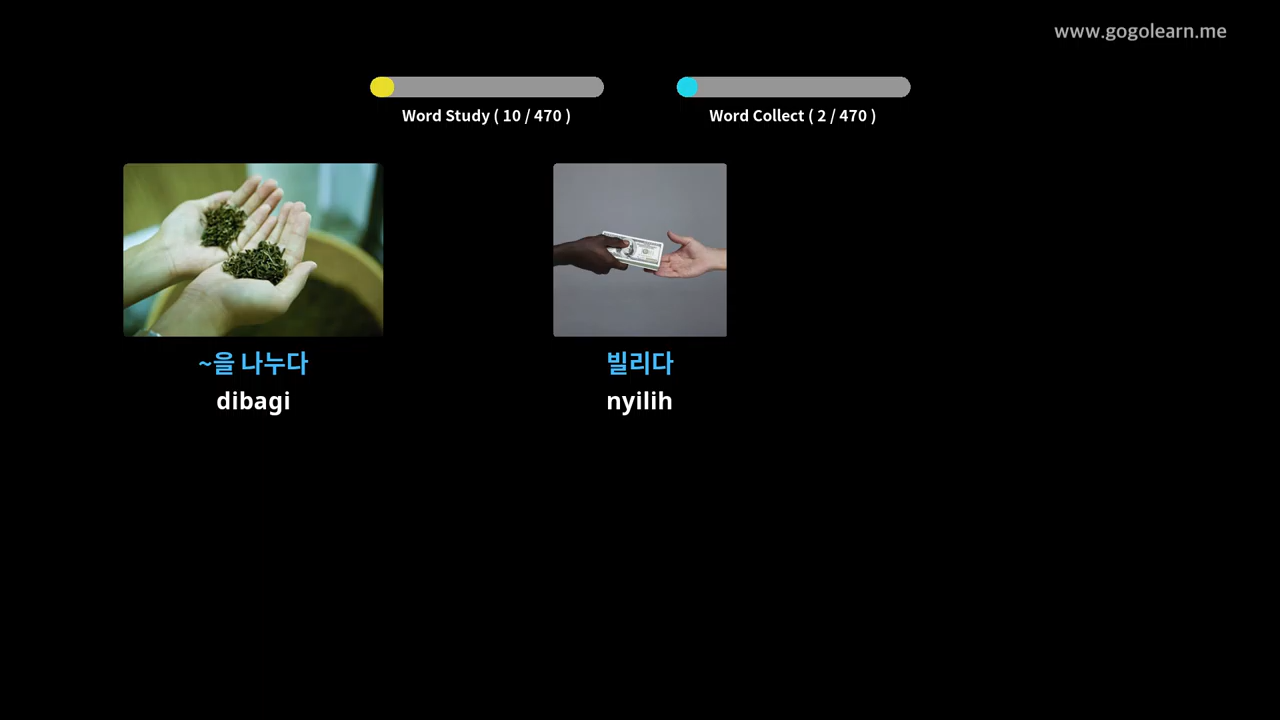 www.gogolearn.me
Word Study ( 10 / 470 )
Word Collect ( 2 / 470 )
~을 나누다
dibagi
빌리다
nyilih